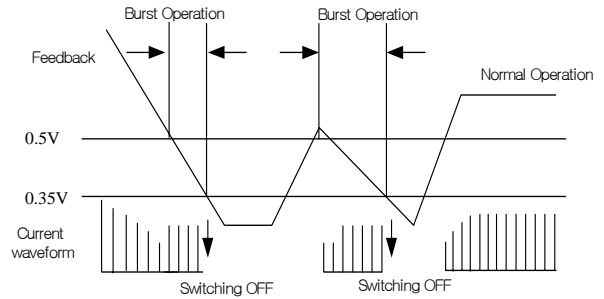 Burst Operation
Burst Operation
Feedback
Normal Operation
0.5V
0.35V
Current
waveform
Switching OFF
Switching OFF